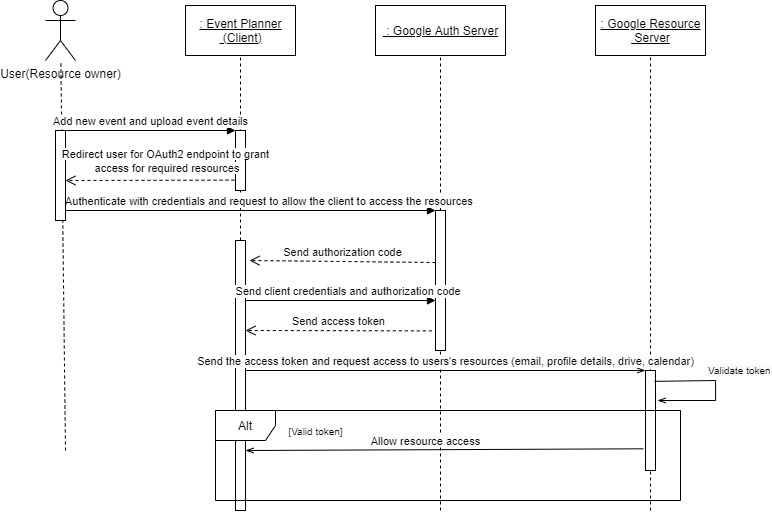 : Event Planner
(Client)
: Google Auth Server
: Google Resource
Server
User(Resource owner)
Add new event and upload event details
Redirect user for OAuth2 endpoint to grant
access for required resources
Authenticate with credentials and request to allow the client to access the resources
Send authorization code
Send client credentials and authorization code
Send access token
Send the access token and request access to users's resources (email, profile details, drive, calendar)
Validate token
Alt
[Valid token]
Allow resource access